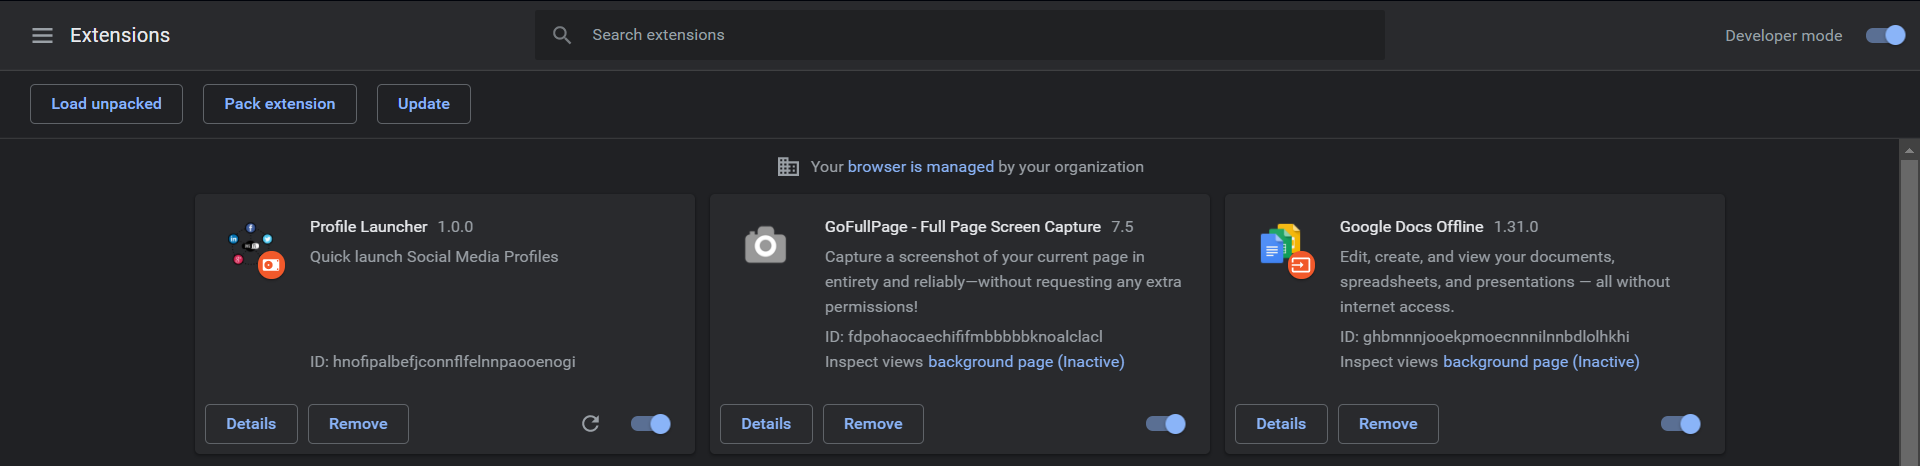 Extensions
Search extensions
Developer mode
Load unpacked
Pack extension
Update
Your browser is managed by your organization
Profile Launcher 1.0.0
Quick launch Social Media Profiles
ID: hnofipalbefjconnflfelnnpaooenogi
Details
Remove
GoFullPage - Full Page Screen Capture 7.5
Capture a screenshot of your current page in
entirety and reliably—without requesting any extra
permissions!
ID: fdpohaocaechififmbbbbbknoalclacl
Inspect views background page (Inactive)
Details
Remove
Google Docs Offline 1.31.0
Edit, create, and view your documents,
spreadsheets, and presentations — all without
internet access.
ID: ghbmnnjooekpmoecnnnilnnbdlolhkhi
Inspect views background page (Inactive)
Details
Remove